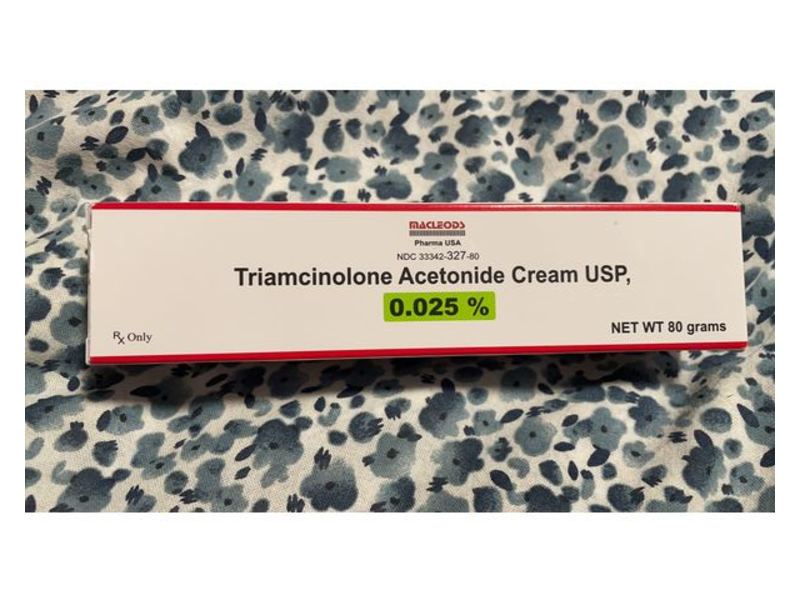 MACLEODS
Pharma USA
NDC 33342-327-80
Triamcinolone Acetonide Cream USP,
0.025 %
Rx Only
NET WT 80 grams